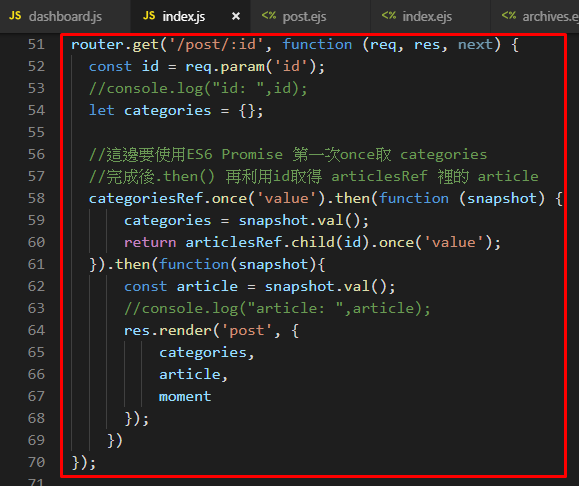 JS dashboard.js JS index.js × <% post.ejs <% index.ejs <% archives.e
51 router.get('/post/:id', function (req, res, next) {
52 const id = req.param('id');
53 //console.log("id: ",id);
54 let categories = {};
55
56 //這邊要使用ES6 Promise 第一次once取 categories
57 //完成後.then() 再利用id取得 articlesRef 裡的 article
58 categoriesRef.once('value').then(function (snapshot) {
59 categories = snapshot.val();
60 return articlesRef.child(id).once('value');
61 }).then(function(snapshot){
62 const article = snapshot.val();
63 //console.log("article: ",article);
64 res.render('post', {
65 categories,
66 article,
67 moment
68 });
69 })
70 });
71